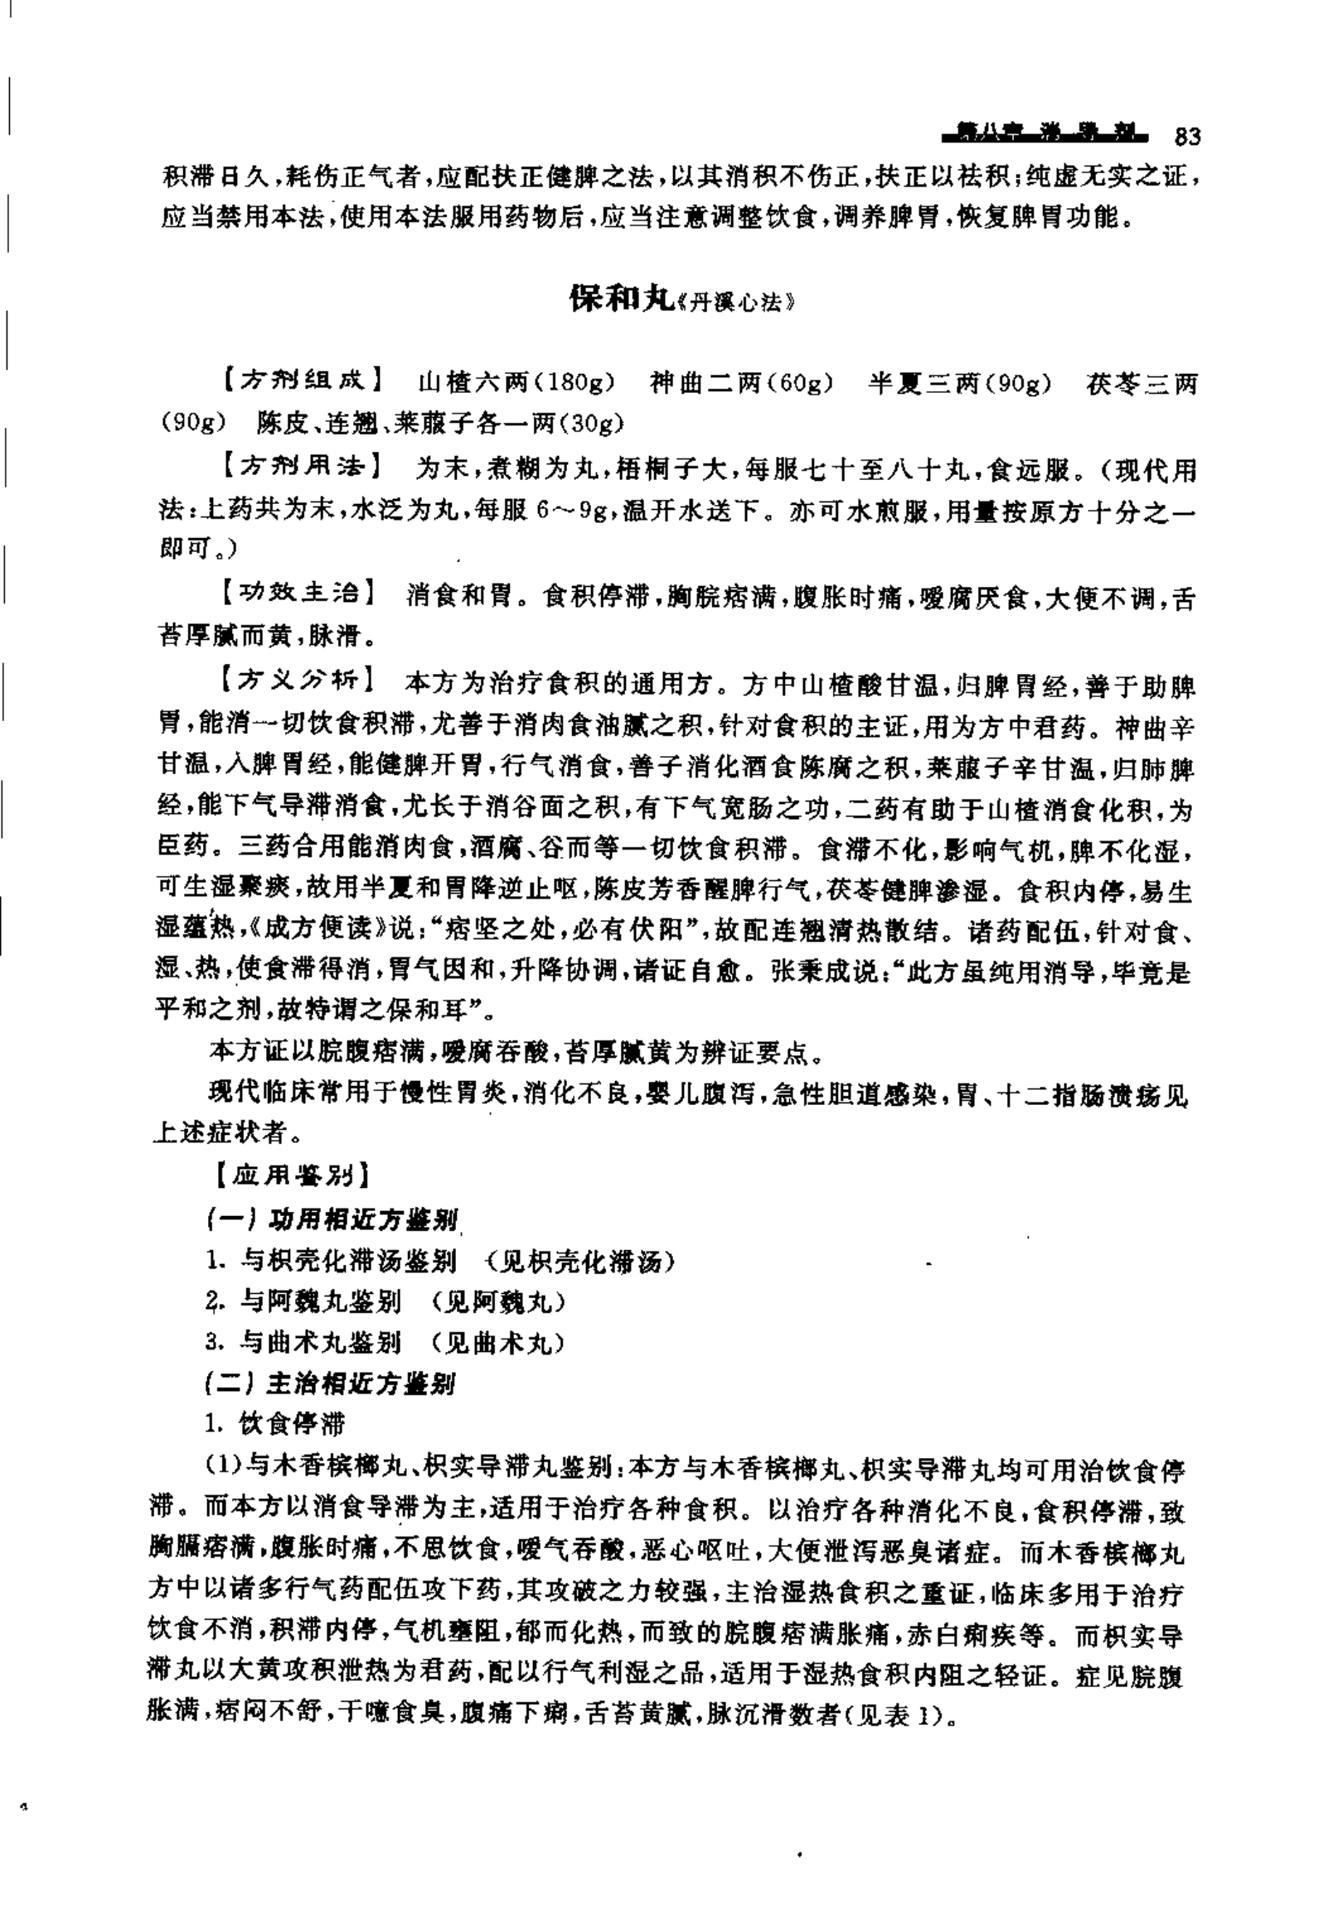 第八章 消 导 剂 83
积滞日久,耗伤正气者,应配扶正健脾之法,以其消积不伤正,扶正以祛积;纯虚无实之证,
应当禁用本法,使用本法服用药物后,应当注意调整饮食,调养脾胃,恢复脾胃功能。
保和丸《丹溪心法》
【方剂组成】 山楂六两(180g) 神曲二两(60g) 半夏三两(90g) 茯苓三两
(90g) 陈皮、连翘、莱菔子各一两(30g)
【方剂用法】 为末,煮糊为丸,梧桐子大,每服七十至八十丸,食远服。(现代用
法:上药共为末,水泛为丸,每服 6～9g,温开水送下。亦可水煎服,用量按原方十分之一
即可。)
【功效主治】 消食和胃。食积停滞,胸脘痞满,腹胀时痛,嗳腐厌食,大便不调,舌
苔厚腻而黄,脉滑。
【方义分析】 本方为治疗食积的通用方。方中山楂酸甘温,归脾胃经,善于助脾
胃,能消一切饮食积滞,尤善于消肉食油腻之积,针对食积的主证,用为方中君药。神曲辛
甘温,入脾胃经,能健脾开胃,行气消食,善子消化酒食陈腐之积,莱菔子辛甘温,归肺脾
经,能下气导滞消食,尤长于消谷面之积,有下气宽肠之功,二药有助于山楂消食化积,为
臣药。三药合用能消肉食,酒腐、谷而等一切饮食积滞。食滞不化,影响气机,脾不化湿,
可生湿聚痰,故用半夏和胃降逆止呕,陈皮芳香醒脾行气,茯苓健脾渗湿。食积内停,易生
湿蕴热,《成方便读》说:“痞坚之处,必有伏阳”,故配连翘清热散结。诸药配伍,针对食、
湿、热,使食滞得消,胃气因和,升降协调,诸证自愈。张秉成说:“此方虽纯用消导,毕竟是
平和之剂,故特谓之保和耳”。
本方证以脘腹痞满,嗳腐吞酸,苔厚腻黄为辨证要点。
现代临床常用于慢性胃炎,消化不良,婴儿腹泻,急性胆道感染,胃、十二指肠溃疡见
上述症状者。
【应用鉴别】
(一) 功用相近方鉴别
1. 与枳壳化滞汤鉴别 (见枳壳化滞汤)
2. 与阿魏丸鉴别 (见阿魏丸)
3. 与曲术丸鉴别 (见曲术丸)
(二) 主治相近方鉴别
1. 饮食停滞
(1)与木香槟榔丸、枳实导滞丸鉴别:本方与木香槟榔丸、枳实导滞丸均可用治饮食停
滞。而本方以消食导滞为主,适用于治疗各种食积。以治疗各种消化不良,食积停滞,致
胸膈痞满,腹胀时痛,不思饮食,嗳气吞酸,恶心呕吐,大便泄泻恶臭诸症。而木香槟榔丸
方中以诸多行气药配伍攻下药,其攻破之力较强,主治湿热食积之重证,临床多用于治疗
饮食不消,积滞内停,气机壅阻,郁而化热,而致的脘腹痞满胀痛,赤白痢疾等。而枳实导
滞丸以大黄攻积泄热为君药,配以行气利湿之品,适用于湿热食积内阻之轻证。症见脘腹
胀满,痞闷不舒,干噫食臭,腹痛下痢,舌苔黄腻,脉沉滑数者(见表 1)。